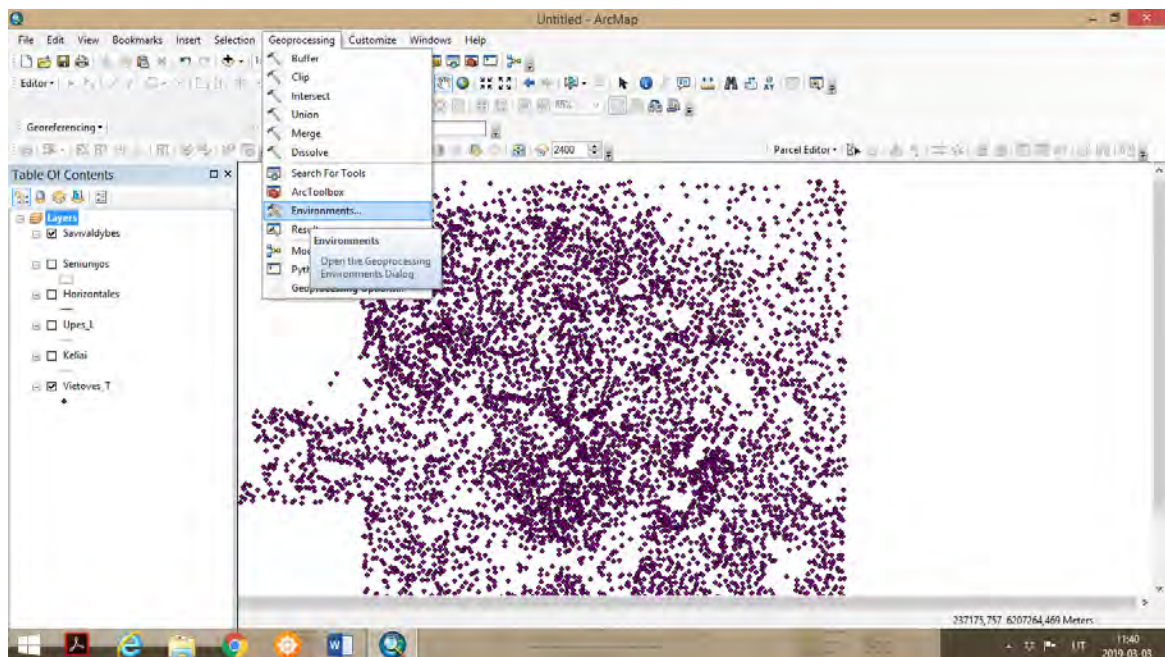 Untitled - ArcMap
File Edit View Bookmarks Insert Selection Geoprocessing Customize Windows Help
Buffer
Editor
Clip
Intersect
85%
Union
Georeferencing
Merge
Dissolve
2400
Parcel Editor
Table Of Contents
Search For Tools
ArcToolbox
Environments...
Layers
Savivaldybes
Environments
Open the Geoprocessing
Environments Dialog
Seniunijos
Horizontales
Upes_L
Keliai
Vietoves_T
237175,757 6207264,469 Meters
LIT
11:40
2019-03-03